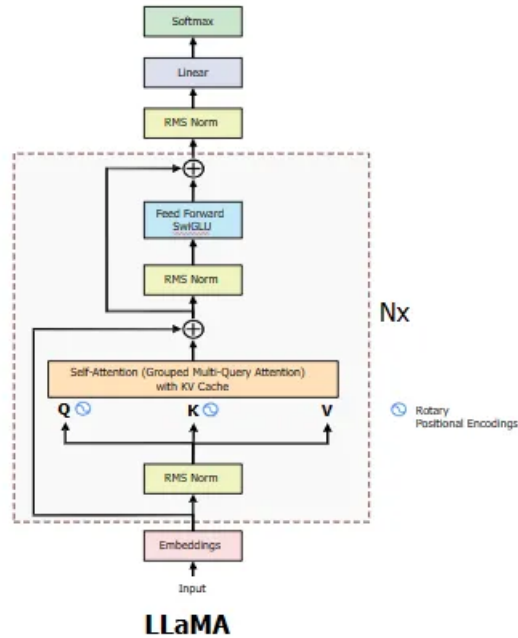 Softmax
Linear
RMS Norm
Feed Forward
SwiGLU
RMS Norm
Nx
Self-Attention (Grouped Multi-Query Attention)
with KV Cache
Q K V
Rotary
Positional Encodings
RMS Norm
Embeddings
Input
LLaMA